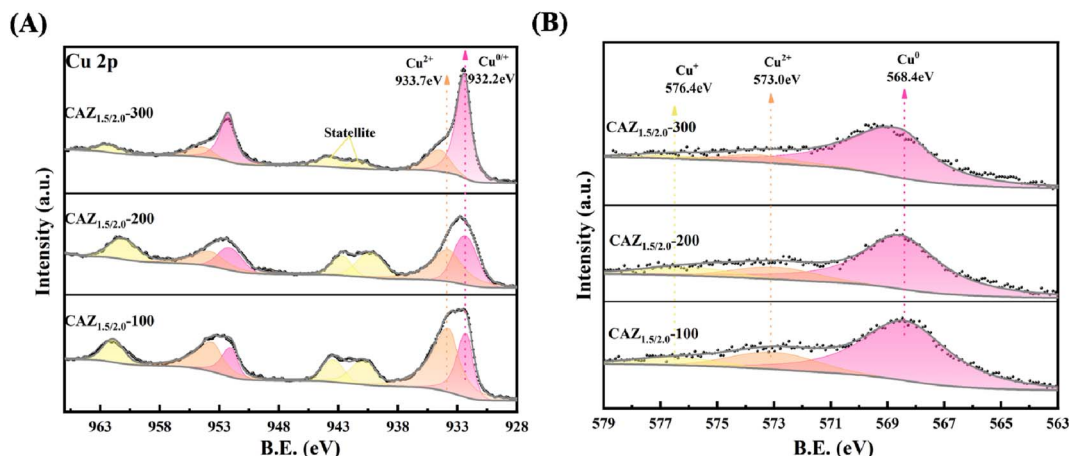 (A)
Cu 2p
Cu2+
933.7eV
Cu0/+
932.2eV
CAZ1.5/2.0-300
Statellite
CAZ1.5/2.0-200
CAZ1.5/2.0-100
Intensity (a.u.)
963 958 953 948 943 938 933 928
B.E. (eV)
(B)
Cu+
576.4eV
Cu2+
573.0eV
Cu0
568.4eV
CAZ1.5/2.0-300
CAZ1.5/2.0-200
CAZ1.5/2.0-100
Intensity (a.u.)
579 577 575 573 571 569 567 565 563
B.E. (eV)